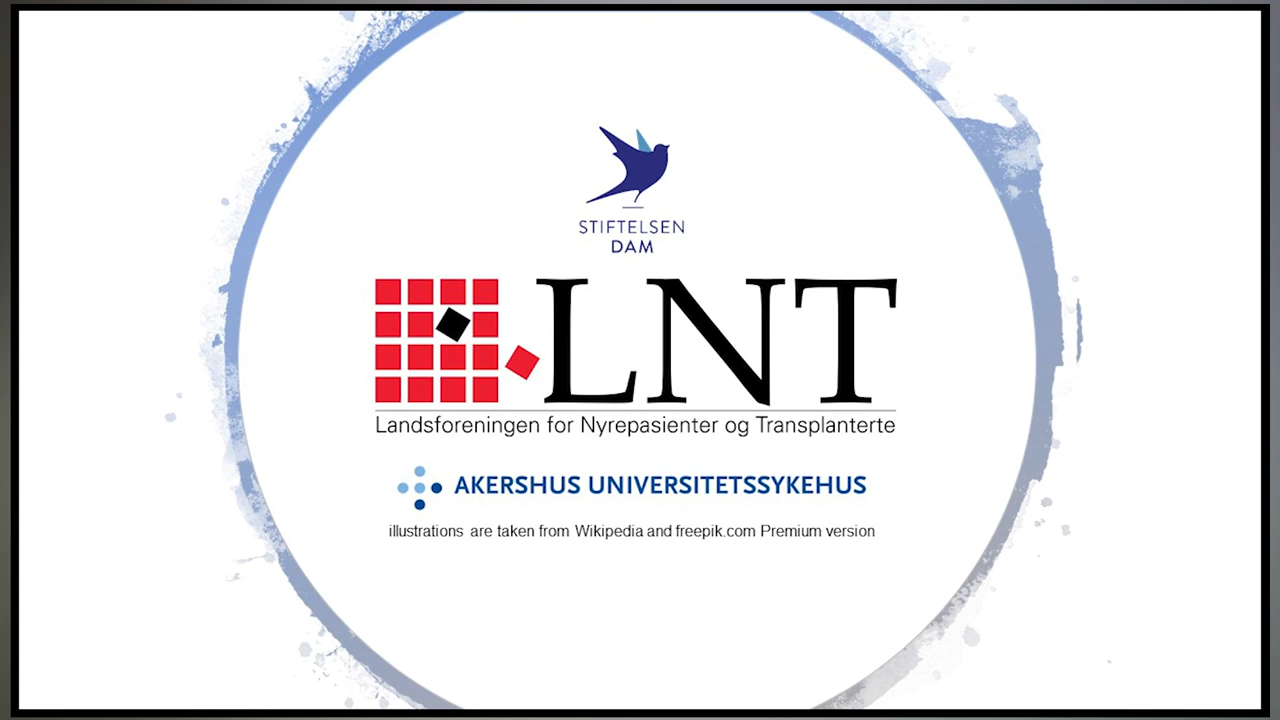 STIFTELSEN
DAM
LNT
Landsforeningen for Nyrepasienter og Transplanterte
AKERSHUS UNIVERSITETSSYKEHUS
illustrations are taken from Wikipedia and freepik.com Premium version